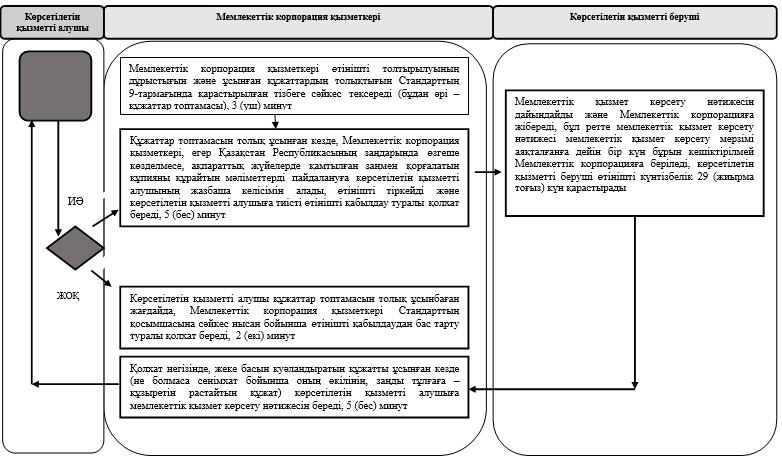 Көрсетілетін
қызметті алушы
Мемлекеттік корпорация қызметкері
Көрсетілетін қызметті беруші
Мемлекеттік корпорация қызметкері өтінішті толтырылуының
дұрыстығын және ұсынған құжаттардың толықтығын Стандарттың
9-тармағында қарастырылған тізбеге сәйкес тексереді (бұдан әрі –
құжаттар топтамасы), 3 (үш) минут
Құжаттар топтамасын толық ұсынған кезде, Мемлекеттік корпорация
қызметкері, егер Қазақстан Республикасының заңдарында өзгеше
көзделмесе, ақпараттық жүйелерде қамтылған заңмен қорғалатын
құпияны құрайтын мәліметтерді пайдалануға көрсетілетін қызметті
алушының жазбаша келісімін алады, өтінішті тіркейді және
көрсетілетін қызметті алушыға тиісті өтінішті қабылдау туралы қолхат
береді, 5 (бес) минут
Мемлекеттік қызмет көрсету нәтижесін
дайындайды және Мемлекеттік корпорацияға
жібереді, бұл ретте мемлекеттік қызмет көрсету
нәтижесі мемлекеттік қызмет көрсету мерзімі
аяқталғанға дейін бір күн бұрын кешіктірілмей
Мемлекеттік корпорацияға беріледі, көрсетілетін
қызметті беруші өтінішті күнтізбелік 29 (жиырма
тоғыз) күн қарастырады
ИӘ
ЖОҚ
Көрсетілетін қызметті алушы құжаттар топтамасын толық ұсынбаған
жағдайда, Мемлекеттік корпорация қызметкері Стандарттың
қосымшасына сәйкес нысан бойынша өтінішті қабылдаудан бас тарту
туралы қолхат береді, 2 (екі) минут
Қолхат негізінде, жеке басын куәландыратын құжатты ұсынған кезде
(не болмаса сенімхат бойынша оның өкілінің, заңды тұлғаға –
құзыретін растайтын құжат) көрсетілетін қызметті алушыға
мемлекеттік қызмет көрсету нәтижесін береді, 5 (бес) минут